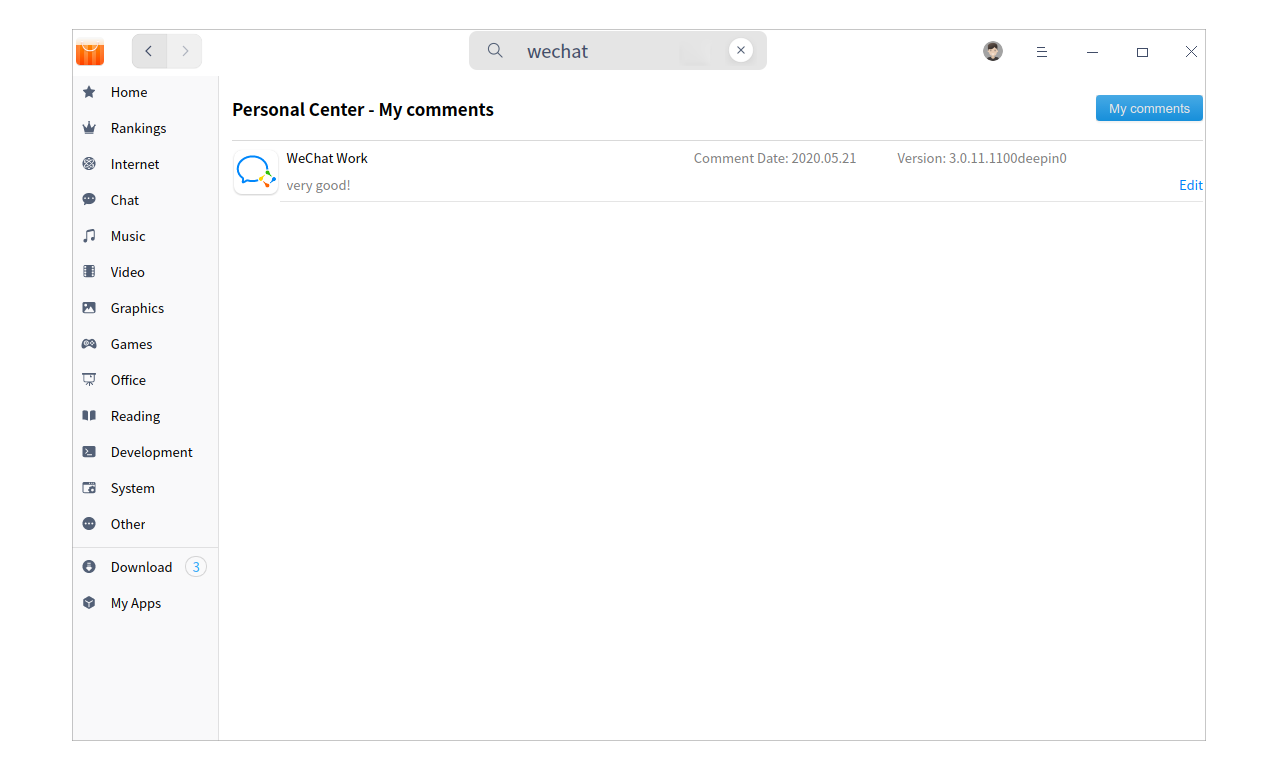 wechat
Home
Rankings
Internet
Chat
Music
Video
Graphics
Games
Office
Reading
Development
System
Other
Download 3
My Apps
Personal Center - My comments
My comments
WeChat Work Comment Date: 2020.05.21 Version: 3.0.11.1100deepin0
very good! Edit